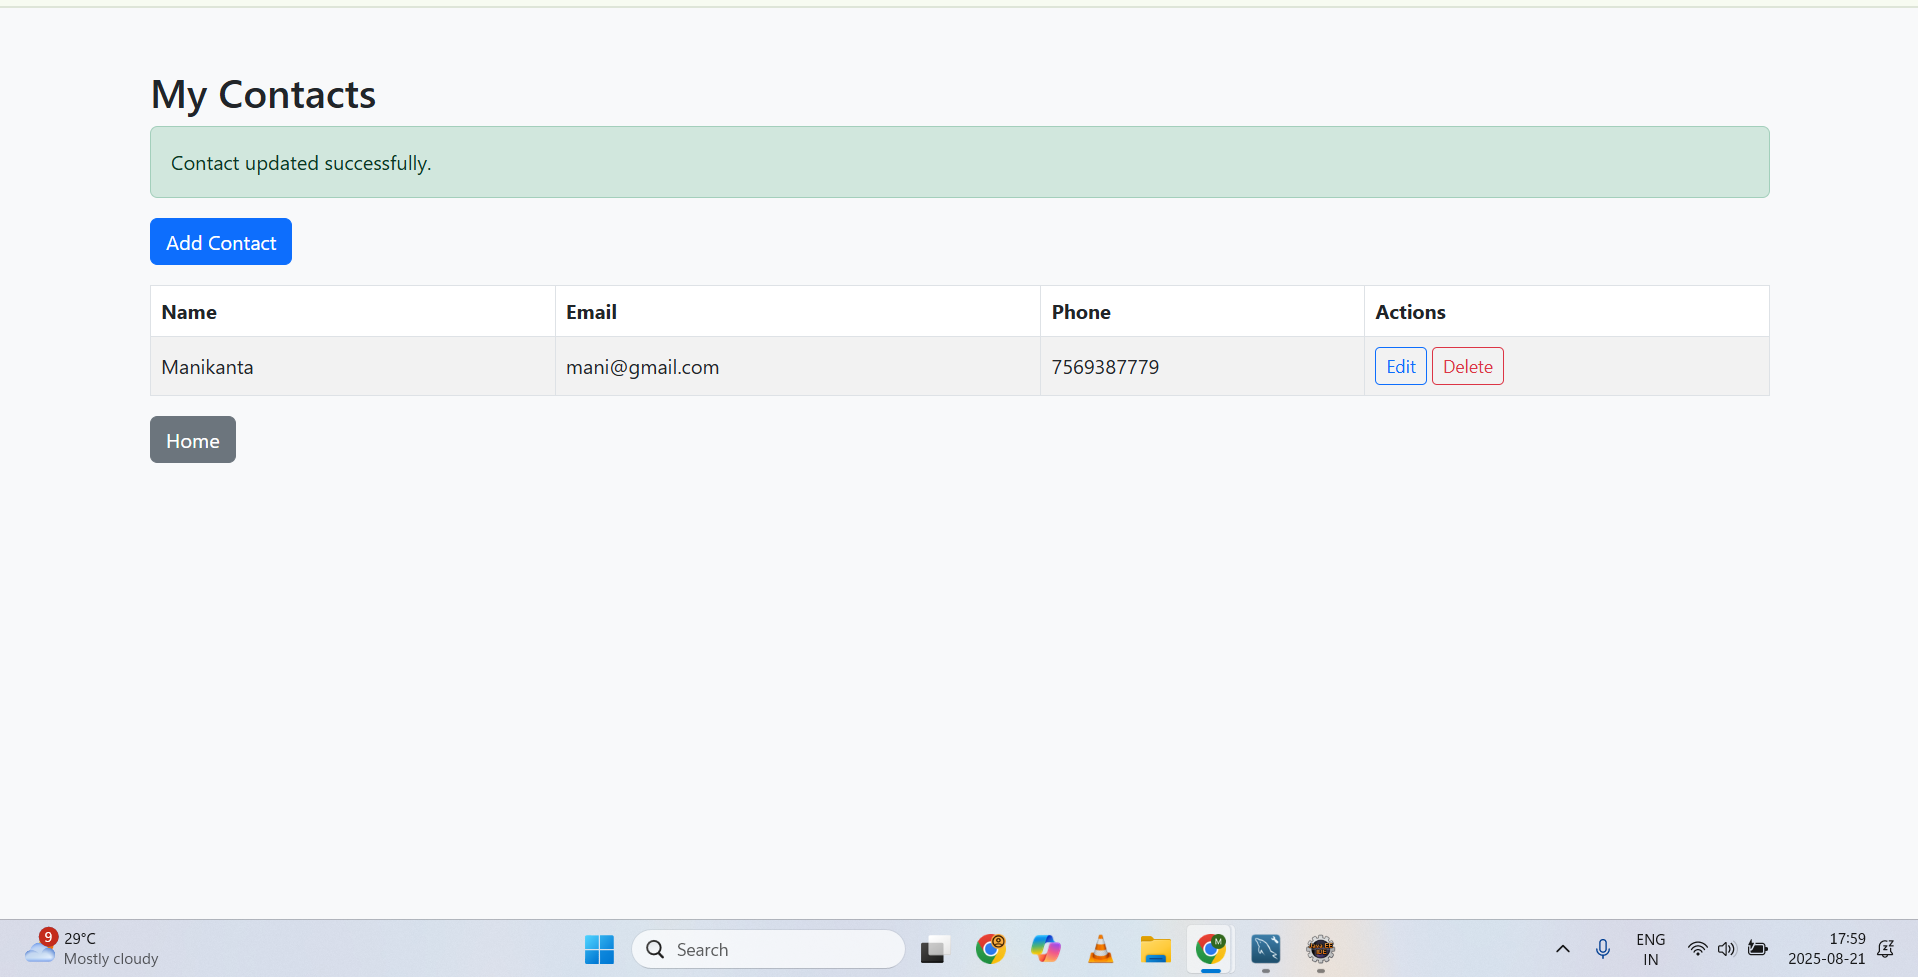 My Contacts
Contact updated successfully.
Add Contact
Name Email Phone Actions
Manikanta mani@gmail.com 7569387779 Edit Delete
Home
9 29°C
Mostly cloudy
Search
M
ENG
IN
17:59
2025-08-21